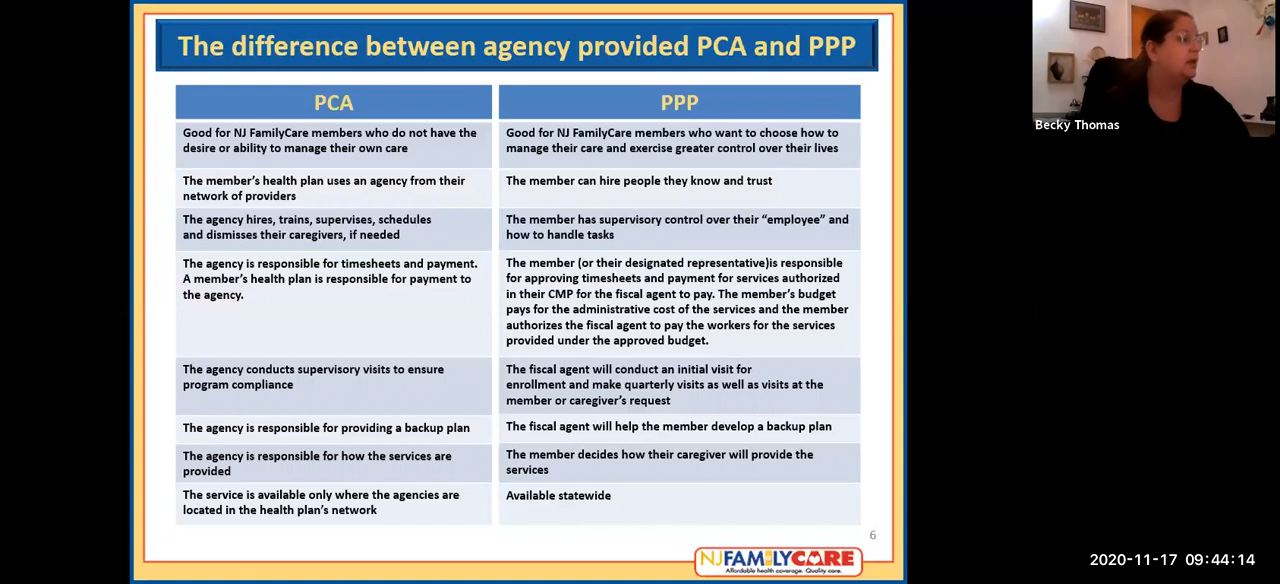 The difference between agency provided PCA and PPP
PCA
PPP
Good for NJ FamilyCare members who do not have the
desire or ability to manage their own care
Good for NJ FamilyCare members who want to choose how to
manage their care and exercise greater control over their lives
The member's health plan uses an agency from their
network of providers
The member can hire people they know and trust
The agency hires, trains, supervises, schedules
and dismisses their caregivers, if needed
The member has supervisory control over their “employee” and
how to handle tasks
The agency is responsible for timesheets and payment.
A member's health plan is responsible for payment to
the agency.
The member (or their designated representative)is responsible
for approving timesheets and payment for services authorized
in their CMP for the fiscal agent to pay. The member's budget
pays for the administrative cost of the services and the member
authorizes the fiscal agent to pay the workers for the services
provided under the approved budget.
The agency conducts supervisory visits to ensure
program compliance
The fiscal agent will conduct an initial visit for
enrollment and make quarterly visits as well as visits at the
member or caregiver's request
The agency is responsible for providing a backup plan
The fiscal agent will help the member develop a backup plan
The agency is responsible for how the services are
provided
The member decides how their caregiver will provide the
services
The service is available only where the agencies are
located in the health plan's network
Available statewide
6
NJFAMILYCARE
Affordable health coverage. Quality care.
Becky Thomas
2020-11-17 09:44:14